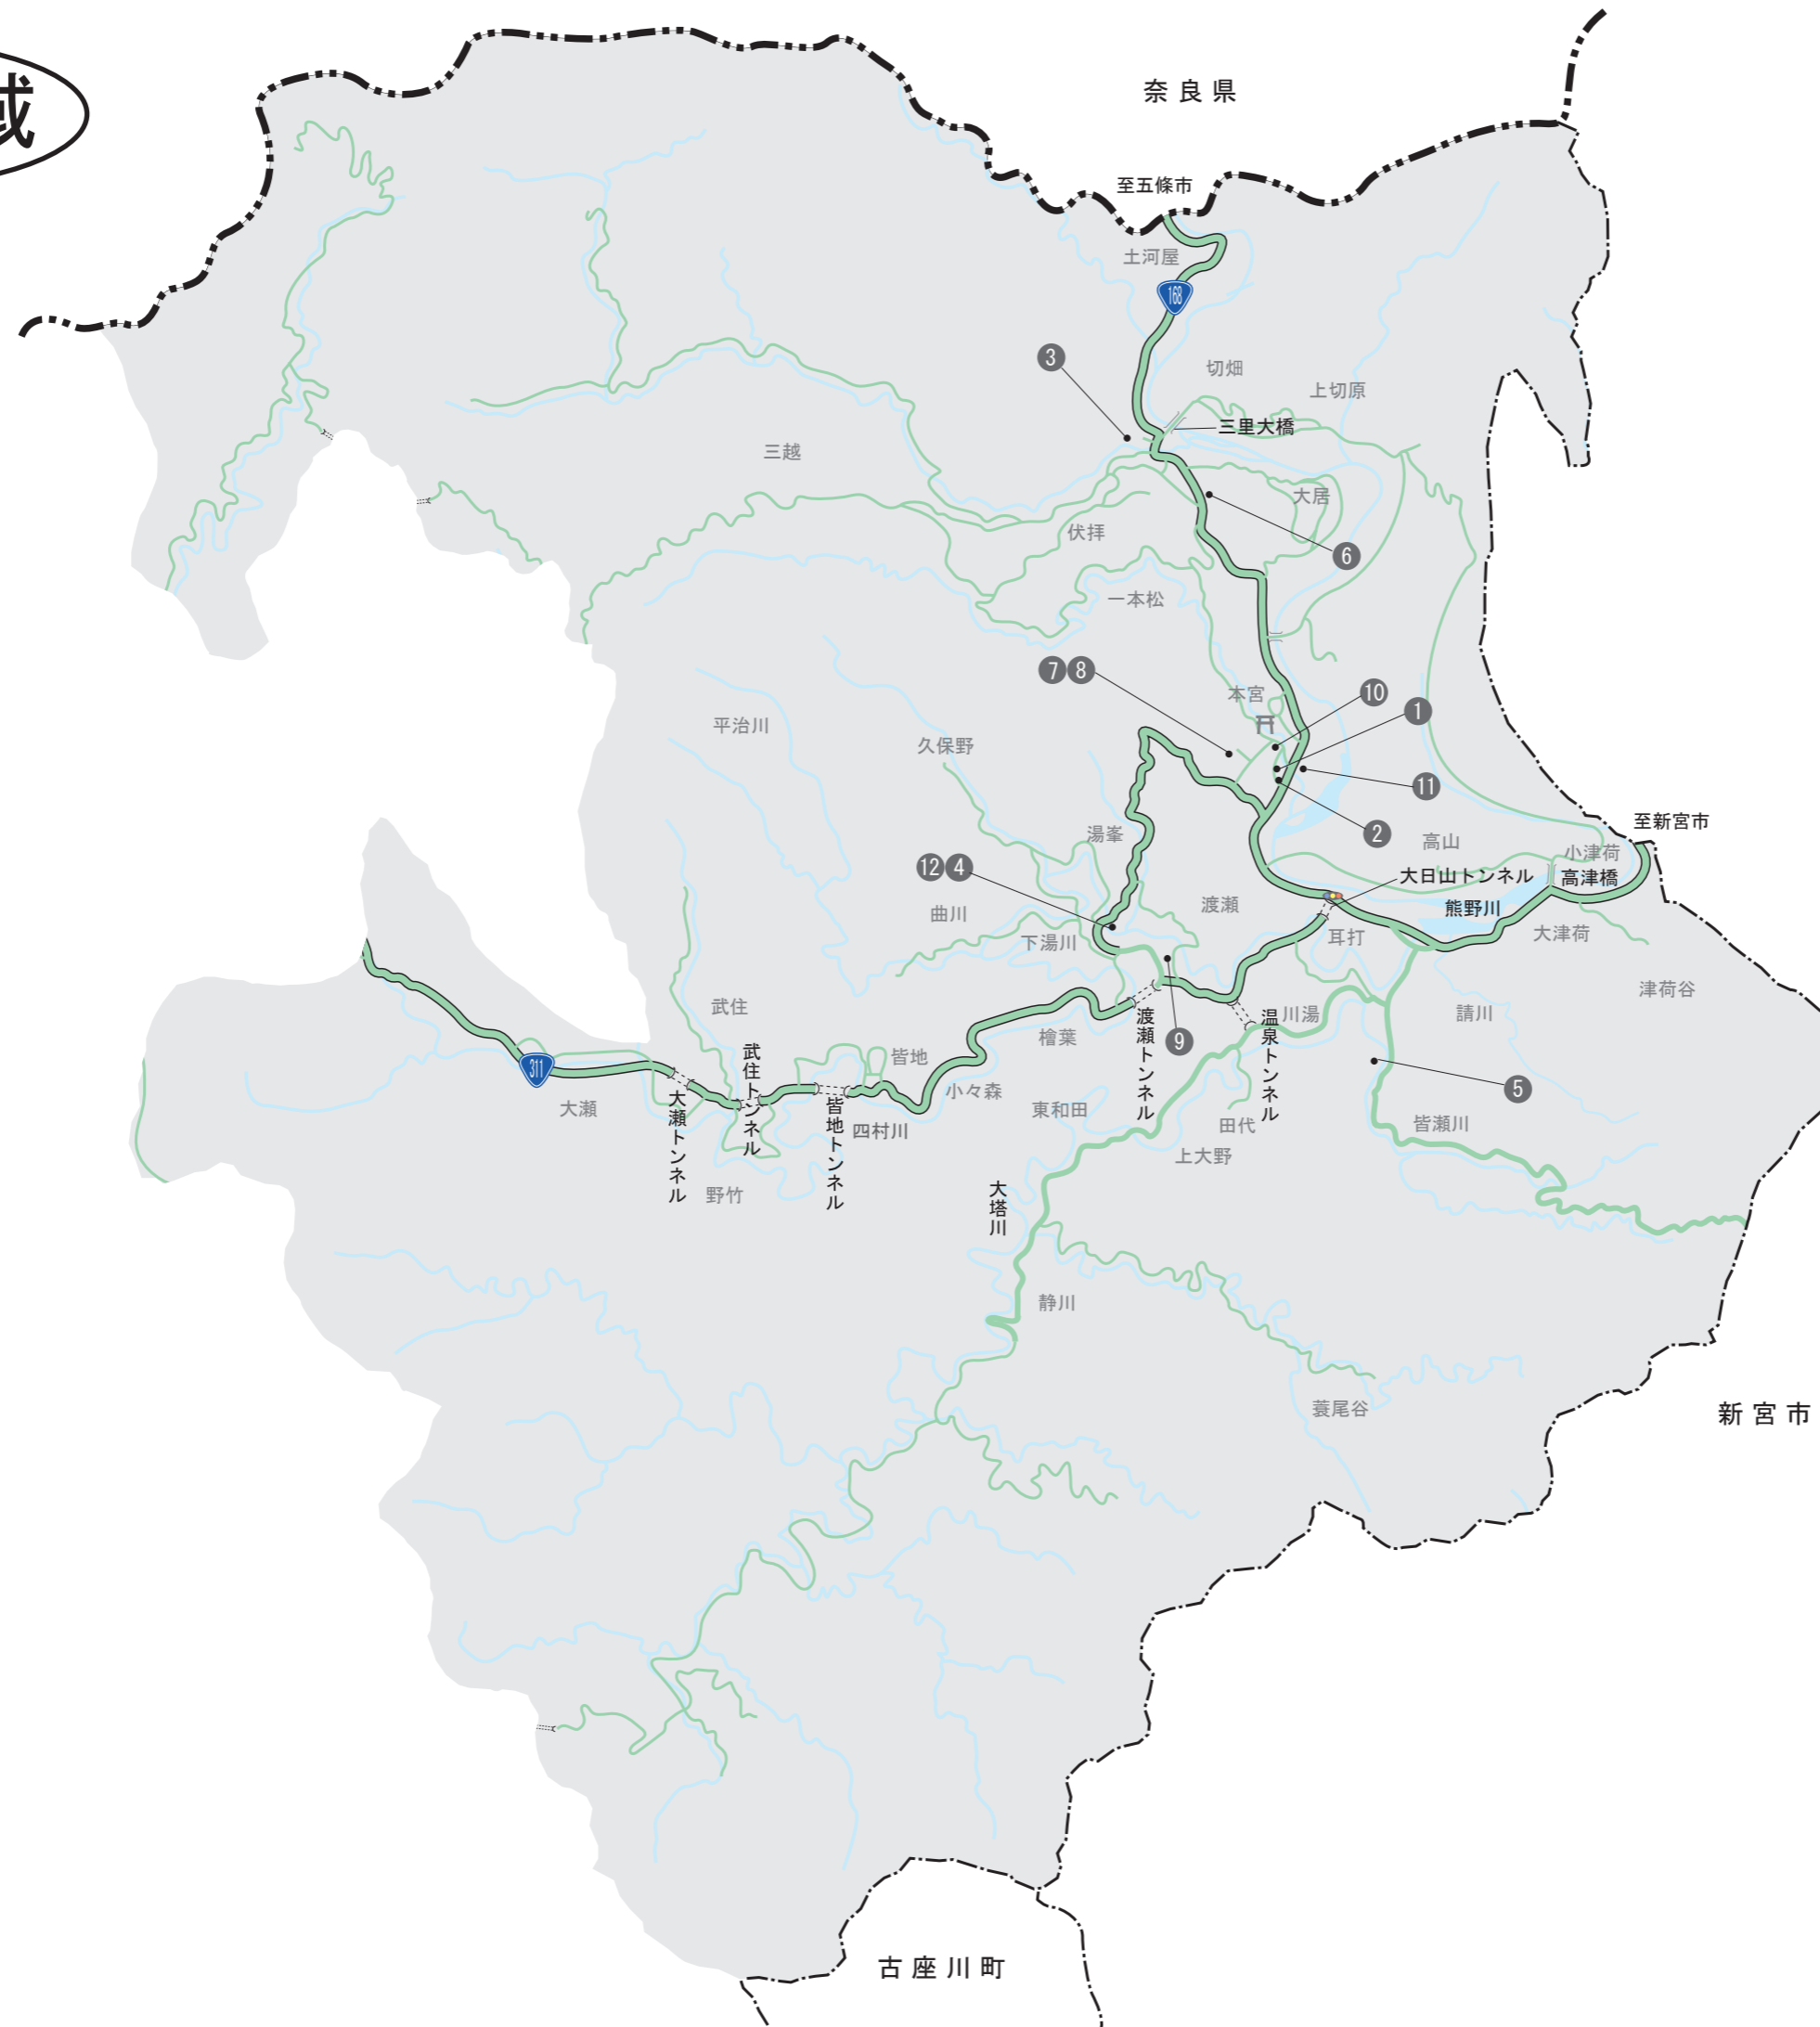 域
奈良県
至五條市
土河屋
168
3
切畑
上切原
三里大橋
三越
大居
伏拝
6
一本松
7 8
本宮
10
1
平治川
久保野
11
2
湯峯
高山
至新宮市
小津荷
12 4
大日山トンネル
高津橋
曲川
渡瀬
熊野川
下湯川
耳打
大津荷
津荷谷
武住
川湯
請川
檜葉
渡瀬トンネル
9
温泉トンネル
311
武住トンネル
皆地
5
大瀬
大瀬トンネル
皆地トンネル
小々森
東和田
四村川
田代
皆瀬川
上大野
野竹
大塔川
静川
蓑尾谷
新宮市
古座川町